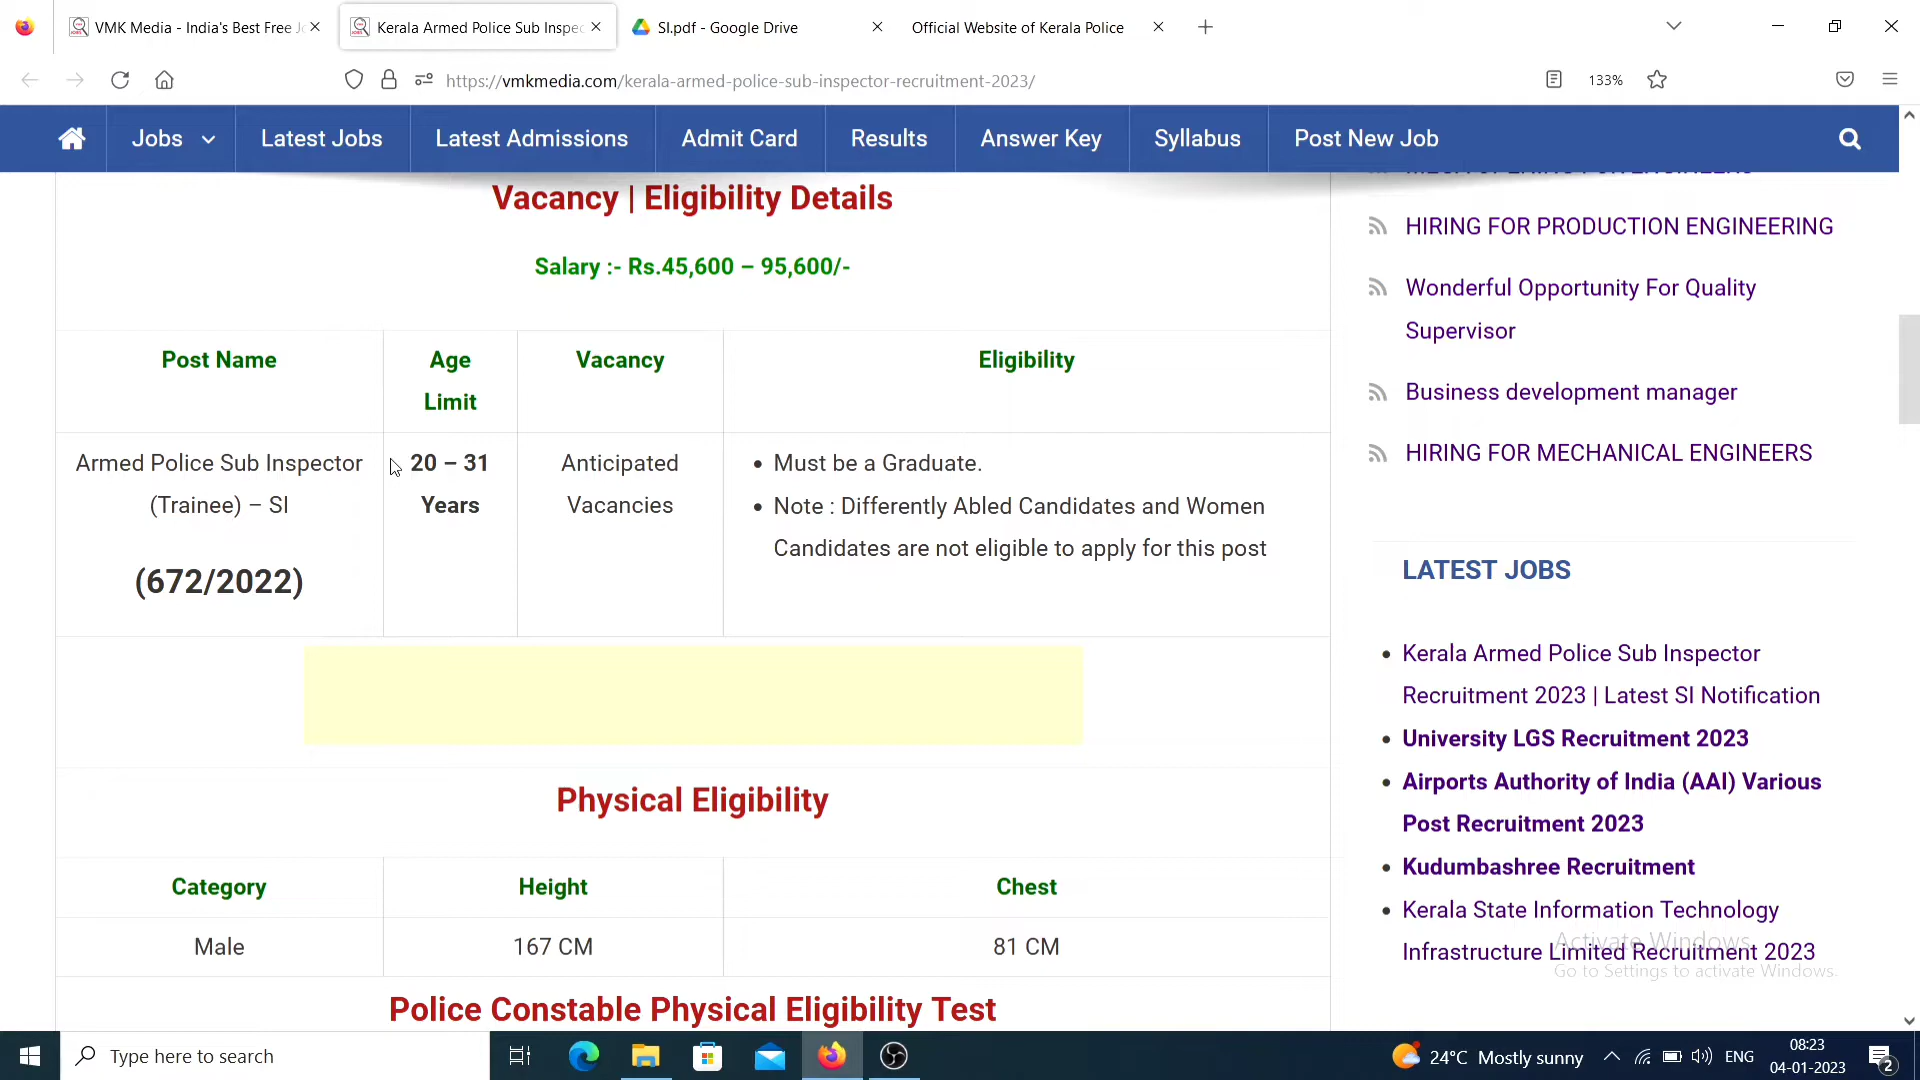 VMK Media - India's Best Free Jo
Kerala Armed Police Sub Inspec
SI.pdf - Google Drive
Official Website of Kerala Police
https://vmkmedia.com/kerala-armed-police-sub-inspector-recruitment-2023/
133%
Jobs
Latest Jobs
Latest Admissions
Admit Card
Results
Answer Key
Syllabus
Post New Job
Vacancy | Eligibility Details
Salary :- Rs.45,600 – 95,600/-
Post Name
Age
Limit
Vacancy
Eligibility
Armed Police Sub Inspector
(Trainee) – SI
(672/2022)
20 – 31
Years
Anticipated
Vacancies
• Must be a Graduate.
• Note : Differently Abled Candidates and Women
Candidates are not eligible to apply for this post
Physical Eligibility
Category
Height
Chest
Male
167 CM
81 CM
Police Constable Physical Eligibility Test
HIRING FOR PRODUCTION ENGINEERING
Wonderful Opportunity For Quality
Supervisor
Business development manager
HIRING FOR MECHANICAL ENGINEERS
LATEST JOBS
• Kerala Armed Police Sub Inspector
Recruitment 2023 | Latest SI Notification
• University LGS Recruitment 2023
• Airports Authority of India (AAI) Various
Post Recruitment 2023
• Kudumbashree Recruitment
• Kerala State Information Technology
Infrastructure Limited Recruitment 2023
Activate Windows
Go to Settings to activate Windows.
Type here to search
24°C Mostly sunny
ENG
08:23
04-01-2023
2